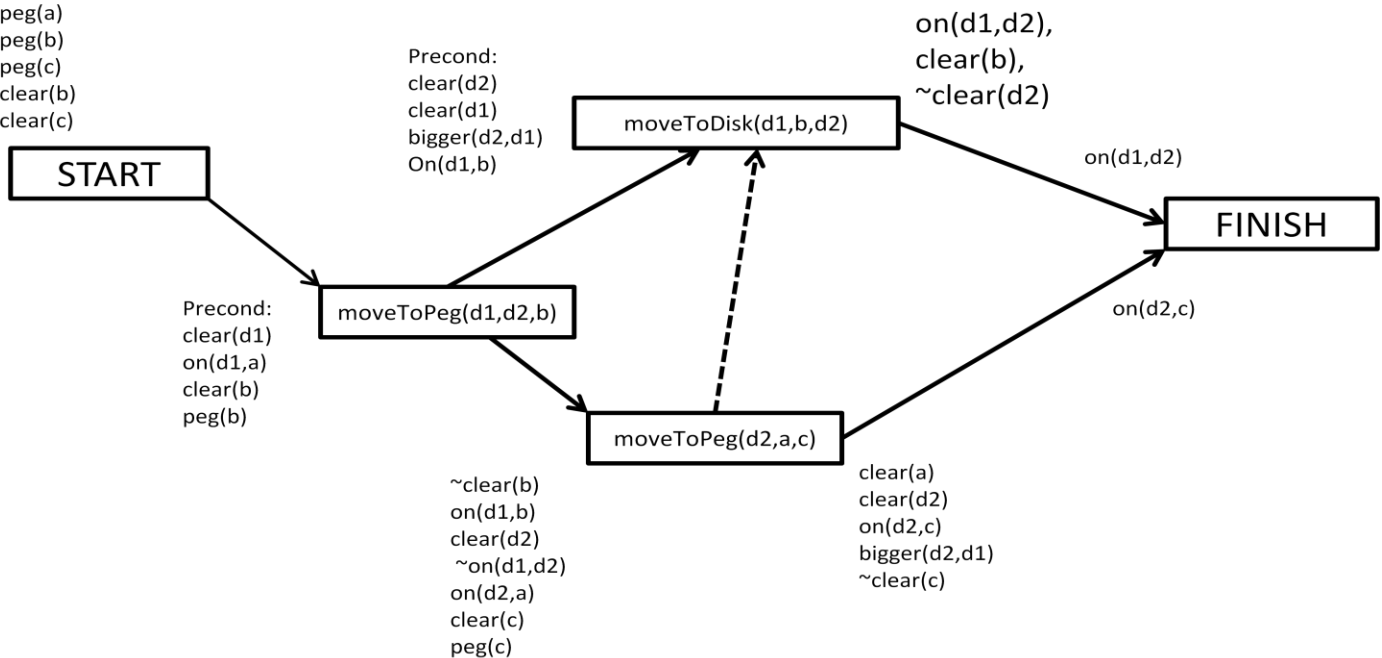 peg(a)
peg(b)
peg(c)
clear(b)
clear(c)
START
Precond:
clear(d1)
on(d1,a)
clear(b)
peg(b)
moveToPeg(d1,d2,b)
Precond:
clear(d2)
clear(d1)
bigger(d2,d1)
On(d1,b)
moveToDisk(d1,b,d2)
on(d1,d2),
clear(b),
~clear(d2)
on(d1,d2)
FINISH
on(d2,c)
moveToPeg(d2,a,c)
~clear(b)
on(d1,b)
clear(d2)
~on(d1,d2)
on(d2,a)
clear(c)
peg(c)
clear(a)
clear(d2)
on(d2,c)
bigger(d2,d1)
~clear(c)